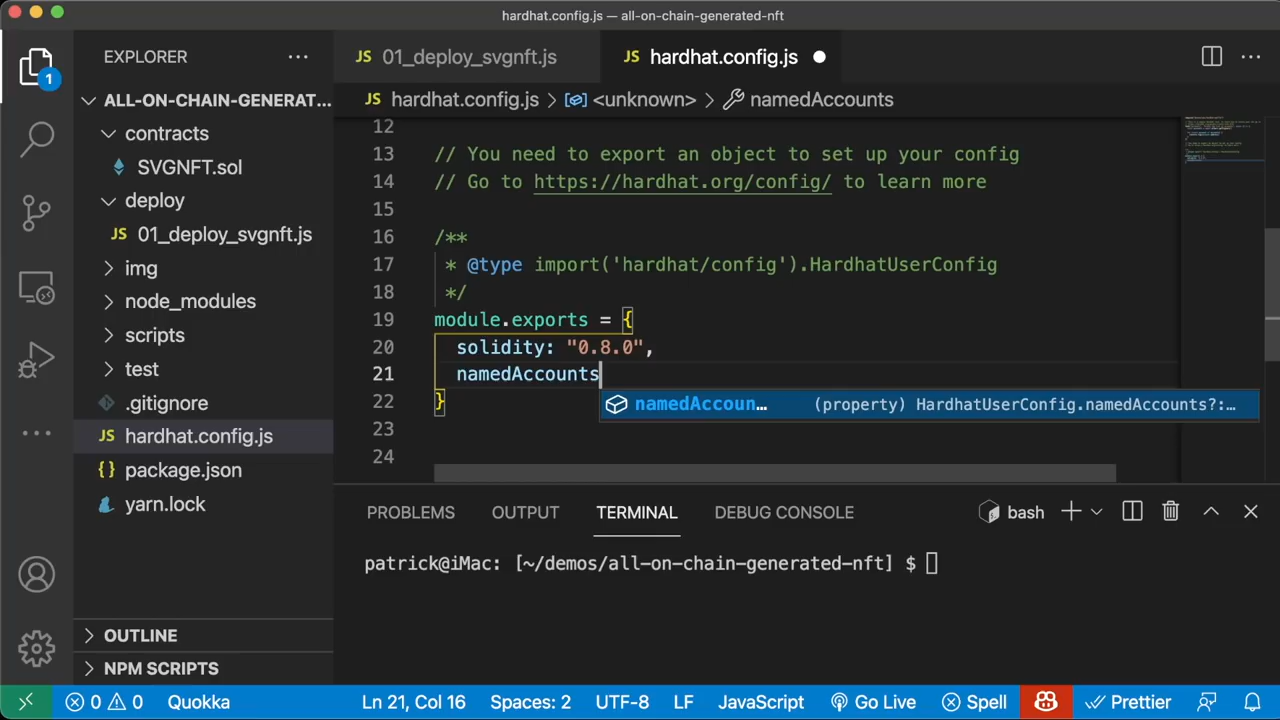 hardhat.config.js — all-on-chain-generated-nft
EXPLORER
JS 01_deploy_svgnft.js
JS hardhat.config.js
1
ALL-ON-CHAIN-GENERAT...
JS hardhat.config.js > <unknown> > namedAccounts
contracts
SVGNFT.sol
deploy
JS 01_deploy_svgnft.js
img
node_modules
scripts
test
.gitignore
JS hardhat.config.js
{} package.json
yarn.lock
OUTLINE
NPM SCRIPTS
12
13 // You need to export an object to set up your config
14 // Go to https://hardhat.org/config/ to learn more
15
16 /**
17 * @type import('hardhat/config').HardhatUserConfig
18 */
19 module.exports = {
20 solidity: "0.8.0",
21 namedAccounts
namedAccoun… (property) HardhatUserConfig.namedAccounts?:…
22 }
23
24
PROBLEMS OUTPUT TERMINAL DEBUG CONSOLE bash
patrick@iMac: [~/demos/all-on-chain-generated-nft] $
0 0 Quokka Ln 21, Col 16 Spaces: 2 UTF-8 LF JavaScript Go Live Spell Prettier